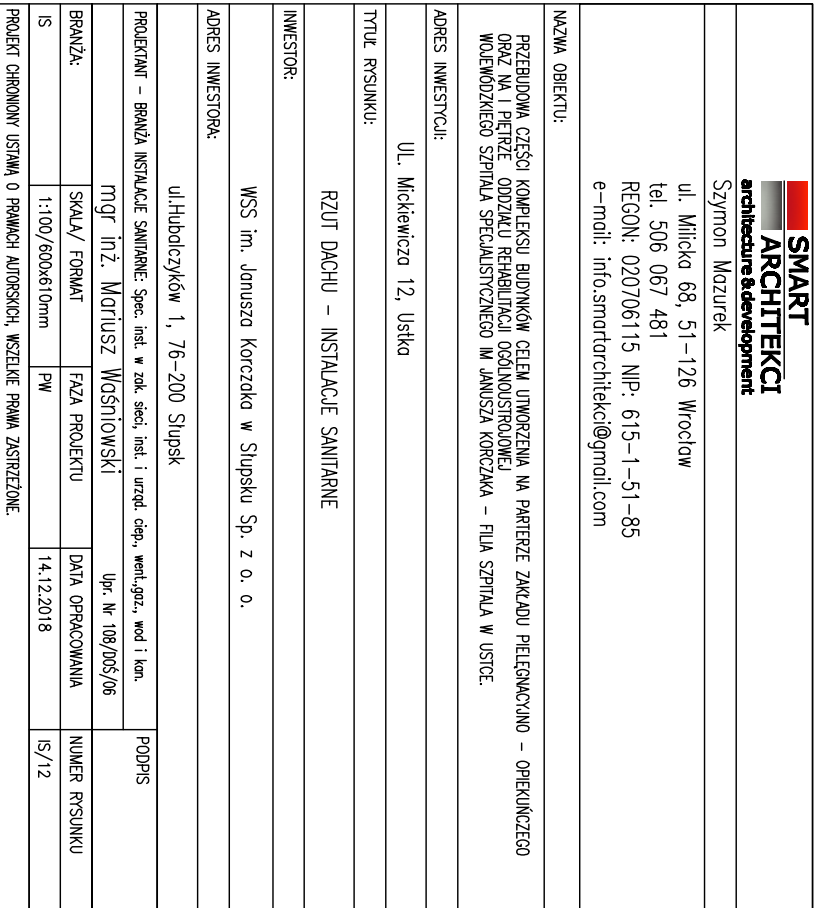 SMART
ARCHITEKCI
architecture & development
Szymon Mazurek
ul. Milicka 68, 51-126 Wrocław
tel. 506 067 481
REGON: 020706115 NIP: 615-1-51-85
e-mail: info.smartarchitekci@gmail.com
NAZWA OBIEKTU:
PRZEBUDOWA CZĘŚCI KOMPLEKSU BUDYNKÓW CELEM UTWORZENIA NA PARTERZE ZAKŁADU PIELĘGNACYJNO - OPIEKUŃCZEGO
ORAZ NA I PIĘTRZE ODDZIAŁU REHABILITACJI OGÓLNOUSTROJOWEJ
WOJEWÓDZKIEGO SZPITALA SPECJALISTYCZNEGO IM JANUSZA KORCZAKA - FILIA SZPITALA W USTCE.
ADRES INWESTYCJI:
UL. Mickiewicza 12, Ustka
TYTUŁ RYSUNKU:
RZUT DACHU - INSTALACJE SANITARNE
INWESTOR:
WSS im. Janusza Korczaka w Słupsku Sp. z o. o.
ADRES INWESTORA:
ul.Hubalczyków 1, 76-200 Słupsk
PROJEKTANT - BRANŻA INSTALACJE SANITARNE: Spec. inst. w zak. sieci, inst. i urząd. ciep., went.,gaz., wod i kan. PODPIS
mgr inż. Mariusz Waśniowski Upr. Nr 108/DOŚ/06
BRANŻA: SKALA/ FORMAT FAZA PROJEKTU DATA OPRACOWANIA NUMER RYSUNKU
IS 1:100/600x610mm PW 14.12.2018 IS/12
PROJEKT CHRONIONY USTAWĄ O PRAWACH AUTORSKICH, WSZELKIE PRAWA ZASTRZEŻONE.